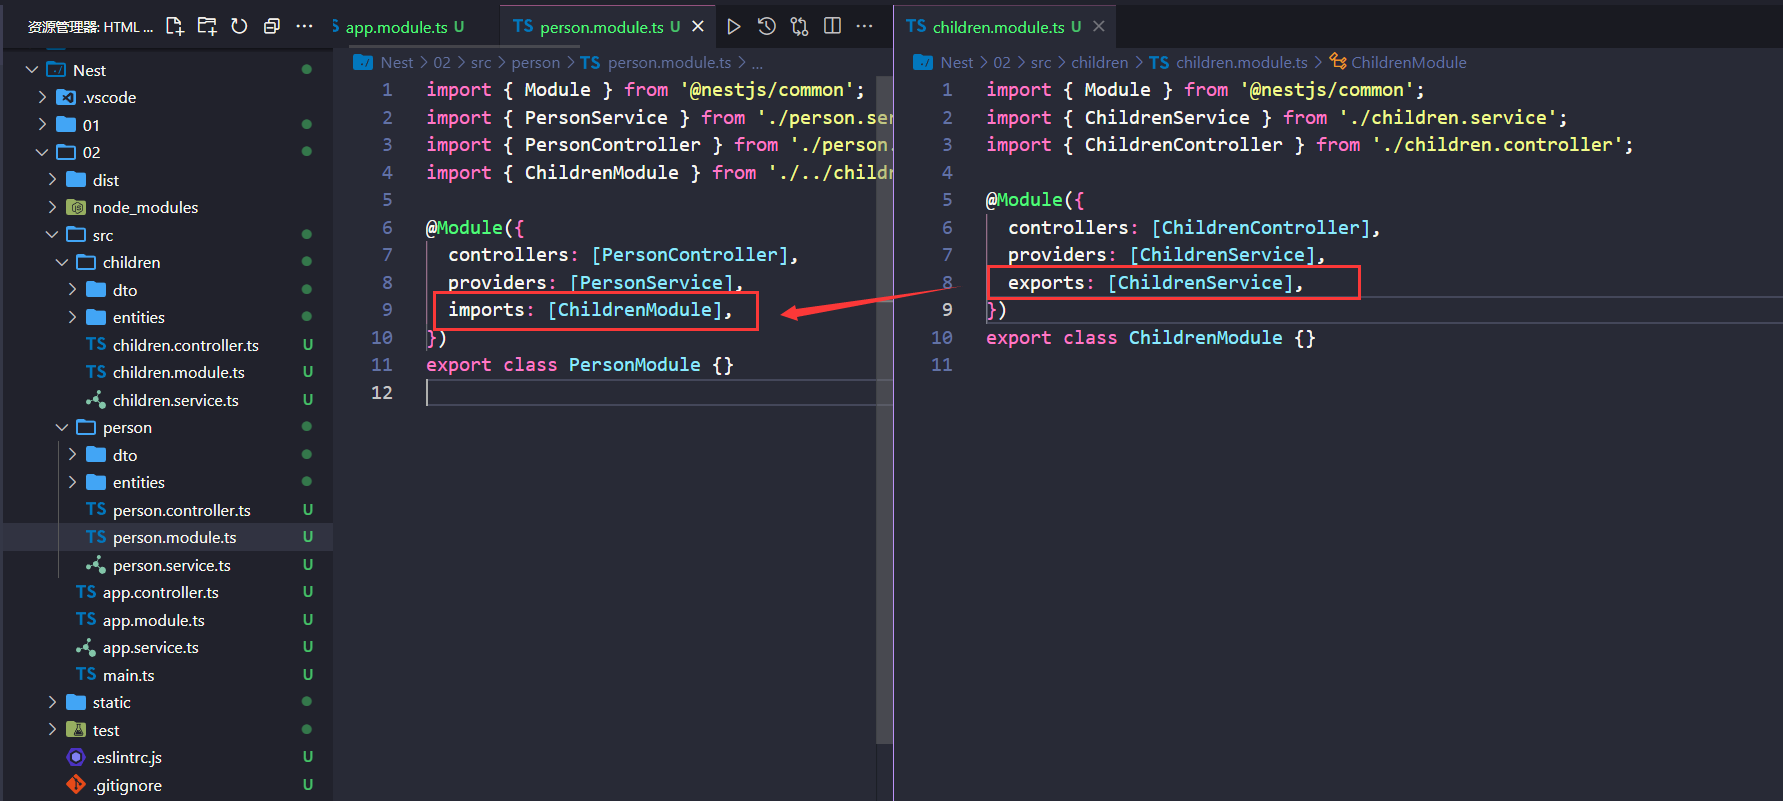 资源管理器: HTML ...
Nest
.vscode
01
02
dist
node_modules
src
children
dto
entities
TS children.controller.ts U
TS children.module.ts U
children.service.ts U
person
dto
entities
TS person.controller.ts U
TS person.module.ts U
person.service.ts U
TS app.controller.ts U
TS app.module.ts U
app.service.ts U
TS main.ts U
static
test
.eslintrc.js U
.gitignore U
app.module.ts U
TS person.module.ts U
Nest > 02 > src > person > TS person.module.ts > ...
1 import { Module } from '@nestjs/common';
2 import { PersonService } from './person.ser
3 import { PersonController } from './person.
4 import { ChildrenModule } from './../childr
5
6 @Module({
7 controllers: [PersonController],
8 providers: [PersonService],
9 imports: [ChildrenModule],
10 })
11 export class PersonModule {}
12
TS children.module.ts U
Nest > 02 > src > children > TS children.module.ts > ChildrenModule
1 import { Module } from '@nestjs/common';
2 import { ChildrenService } from './children.service';
3 import { ChildrenController } from './children.controller';
4
5 @Module({
6 controllers: [ChildrenController],
7 providers: [ChildrenService],
8 exports: [ChildrenService],
9 })
10 export class ChildrenModule {}
11